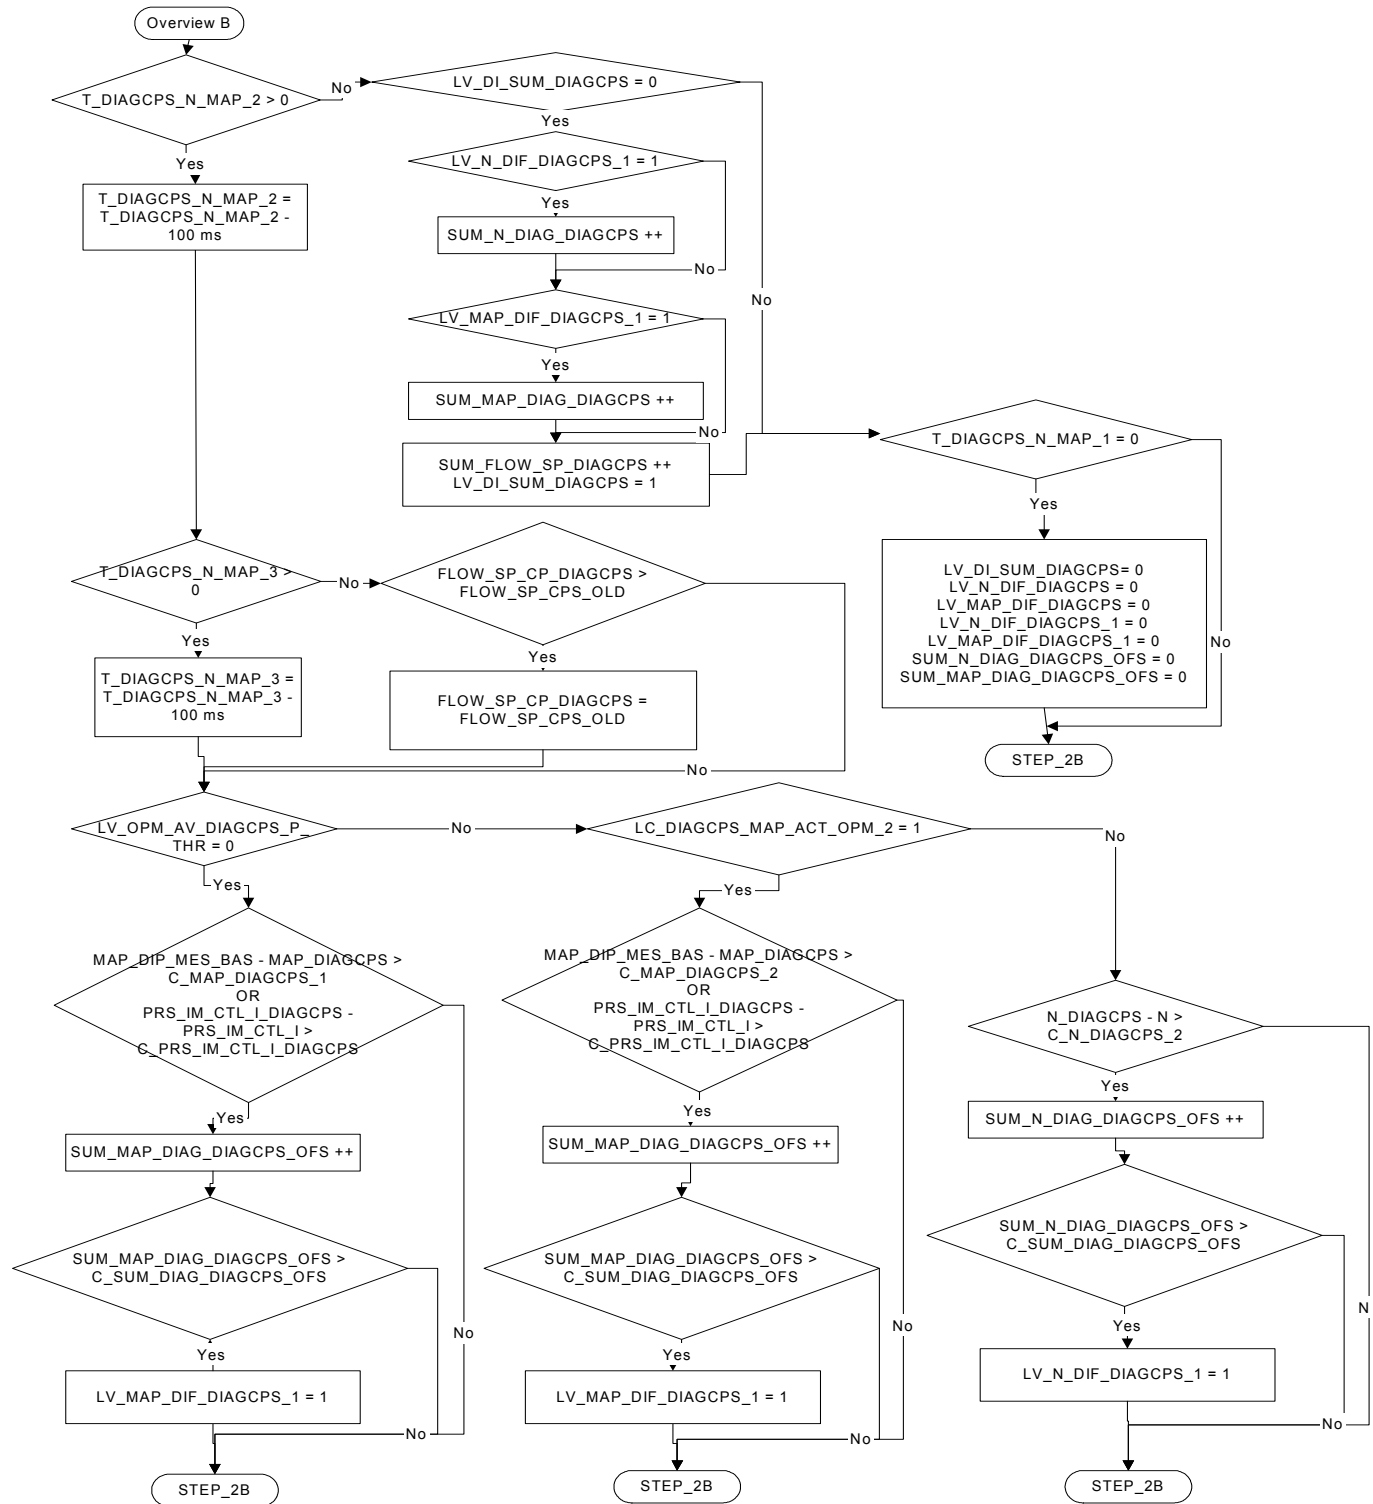 Overview B
T_DIAGCPS_N_MAP_2 > 0
No
LV_DI_SUM_DIAGCPS = 0
Yes
Yes
LV_N_DIF_DIAGCPS_1 = 1
T_DIAGCPS_N_MAP_2 =
T_DIAGCPS_N_MAP_2 -
100 ms
Yes
SUM_N_DIAG_DIAGCPS ++
No
No
LV_MAP_DIF_DIAGCPS_1 = 1
Yes
SUM_MAP_DIAG_DIAGCPS ++
No
SUM_FLOW_SP_DIAGCPS ++
LV_DI_SUM_DIAGCPS = 1
T_DIAGCPS_N_MAP_1 = 0
Yes
LV_DI_SUM_DIAGCPS= 0
LV_N_DIF_DIAGCPS = 0
LV_MAP_DIF_DIAGCPS = 0
LV_N_DIF_DIAGCPS_1 = 0
LV_MAP_DIF_DIAGCPS_1 = 0
SUM_N_DIAG_DIAGCPS_OFS = 0
SUM_MAP_DIAG_DIAGCPS_OFS = 0
No
STEP_2B
T_DIAGCPS_N_MAP_3 >
0
No
FLOW_SP_CP_DIAGCPS >
FLOW_SP_CPS_OLD
Yes
Yes
T_DIAGCPS_N_MAP_3 =
T_DIAGCPS_N_MAP_3 -
100 ms
FLOW_SP_CP_DIAGCPS =
FLOW_SP_CPS_OLD
No
LV_OPM_AV_DIAGCPS_P_
THR = 0
No
LC_DIAGCPS_MAP_ACT_OPM_2 = 1
No
Yes
Yes
MAP_DIP_MES_BAS - MAP_DIAGCPS >
C_MAP_DIAGCPS_1
OR
PRS_IM_CTL_I_DIAGCPS -
PRS_IM_CTL_I >
C_PRS_IM_CTL_I_DIAGCPS
MAP_DIP_MES_BAS - MAP_DIAGCPS >
C_MAP_DIAGCPS_2
OR
PRS_IM_CTL_I_DIAGCPS -
PRS_IM_CTL_I >
C_PRS_IM_CTL_I_DIAGCPS
N_DIAGCPS - N >
C_N_DIAGCPS_2
Yes
Yes
Yes
SUM_MAP_DIAG_DIAGCPS_OFS ++
SUM_MAP_DIAG_DIAGCPS_OFS ++
SUM_N_DIAG_DIAGCPS_OFS ++
SUM_MAP_DIAG_DIAGCPS_OFS >
C_SUM_DIAG_DIAGCPS_OFS
SUM_MAP_DIAG_DIAGCPS_OFS >
C_SUM_DIAG_DIAGCPS_OFS
SUM_N_DIAG_DIAGCPS_OFS >
C_SUM_DIAG_DIAGCPS_OFS
N
No
No
Yes
Yes
Yes
LV_MAP_DIF_DIAGCPS_1 = 1
LV_MAP_DIF_DIAGCPS_1 = 1
LV_N_DIF_DIAGCPS_1 = 1
No
No
No
STEP_2B
STEP_2B
STEP_2B